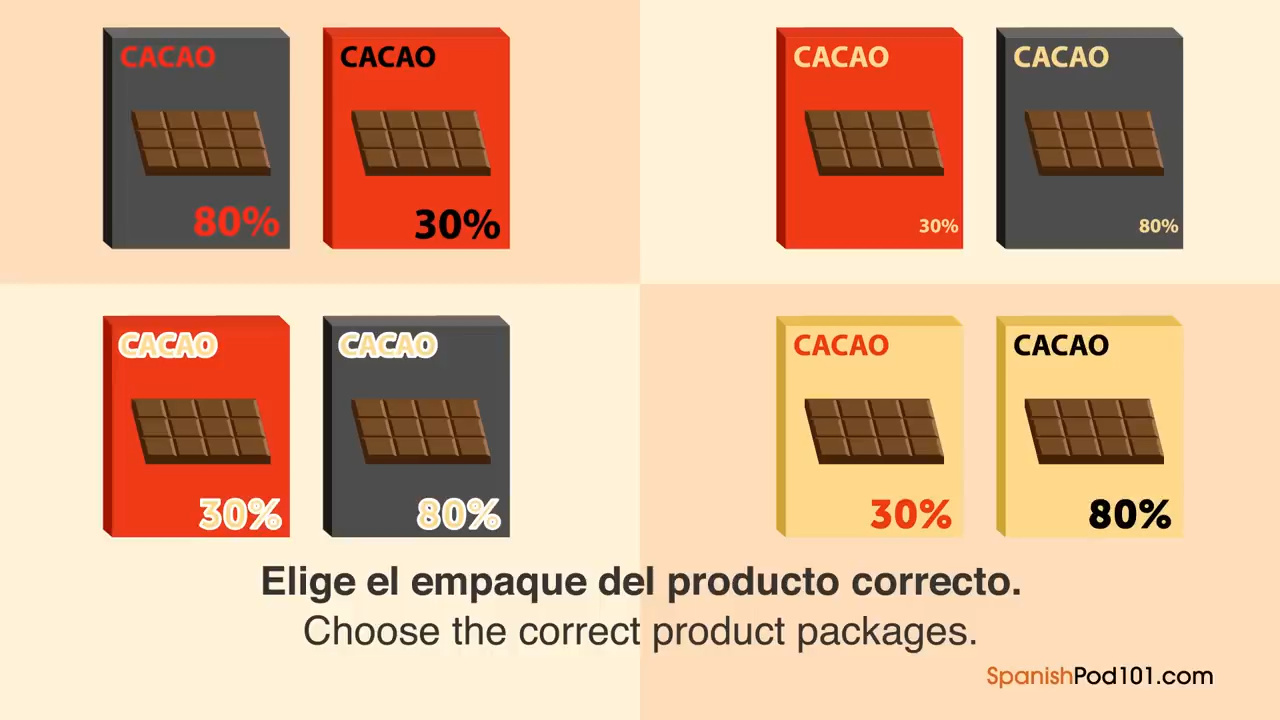 CACAO
80%
CACAO
30%
CACAO
30%
CACAO
80%
CACAO
30%
CACAO
80%
CACAO
30%
CACAO
80%
Elige el empaque del producto correcto.
Choose the correct product packages.
SpanishPod101.com